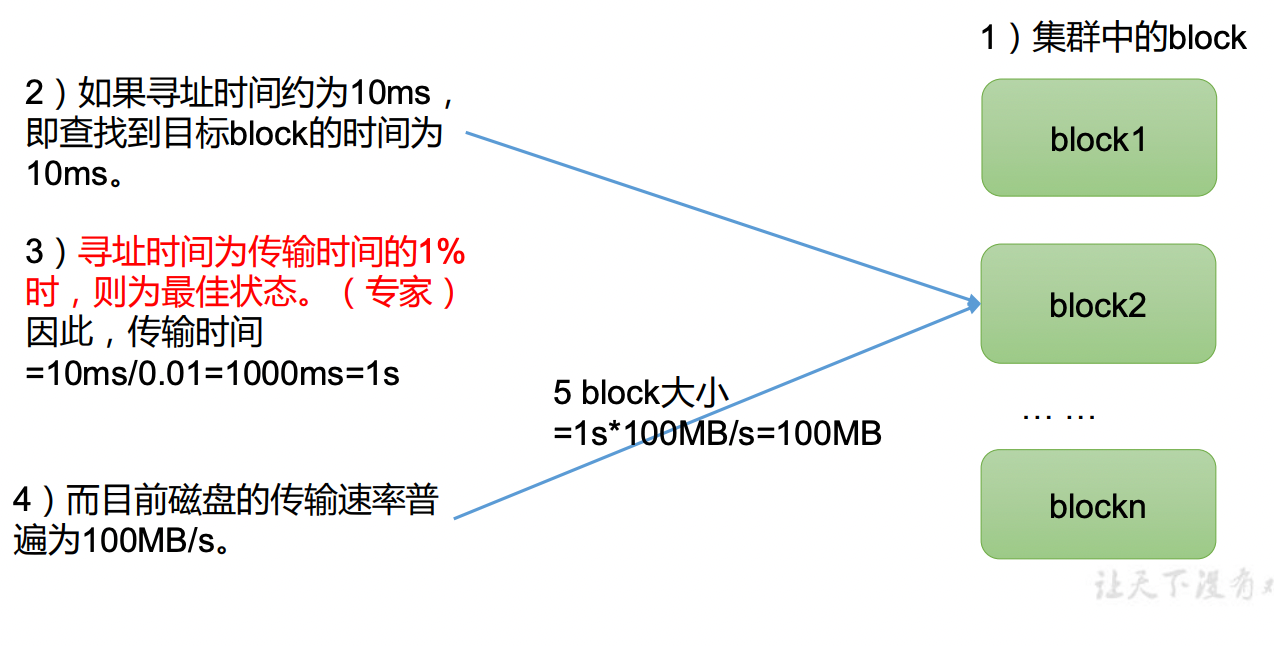 1）集群中的block
2）如果寻址时间约为10ms，
即查找到目标block的时间为
10ms。
block1
3）寻址时间为传输时间的1%
时，则为最佳状态。（专家）
因此，传输时间
=10ms/0.01=1000ms=1s
block2
5 block大小
=1s*100MB/s=100MB
… …
4）而目前磁盘的传输速率普
遍为100MB/s。
blockn
让天下没有